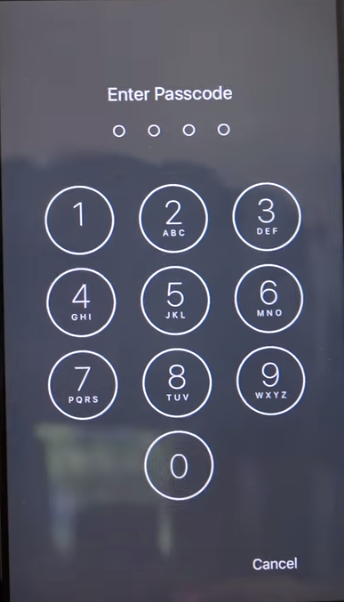 Enter Passcode
1 2 3
ABC DEF
4 5 6
GHI JKL MNO
7 8 9
PQRS TUV WXYZ
0
Cancel